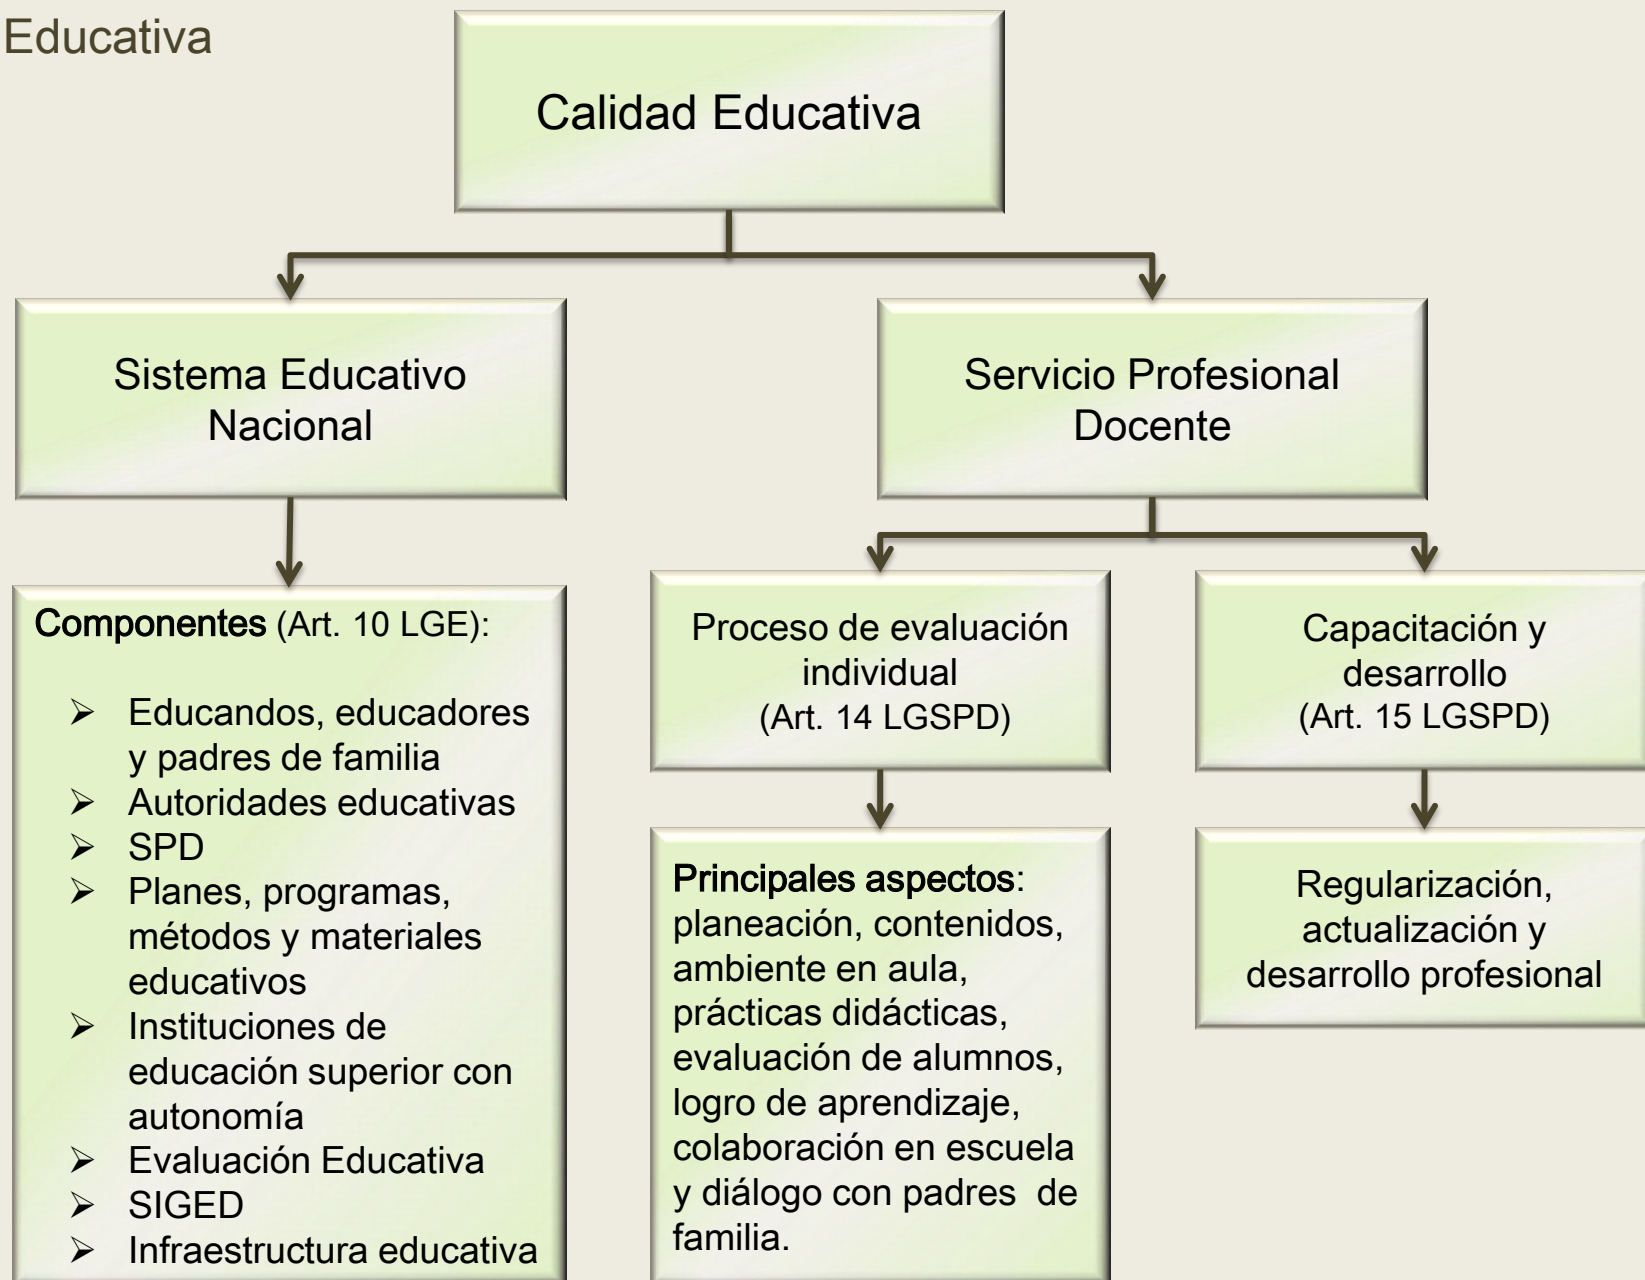 Educativa
Calidad Educativa
Sistema Educativo
Nacional
Servicio Profesional
Docente
Componentes (Art. 10 LGE):
➢ Educandos, educadores
y padres de familia
➢ Autoridades educativas
➢ SPD
➢ Planes, programas,
métodos y materiales
educativos
➢ Instituciones de
educación superior con
autonomía
➢ Evaluación Educativa
➢ SIGED
➢ Infraestructura educativa
Proceso de evaluación
individual
(Art. 14 LGSPD)
Principales aspectos:
planeación, contenidos,
ambiente en aula,
prácticas didácticas,
evaluación de alumnos,
logro de aprendizaje,
colaboración en escuela
y diálogo con padres de
familia.
Capacitación y
desarrollo
(Art. 15 LGSPD)
Regularización,
actualización y
desarrollo profesional